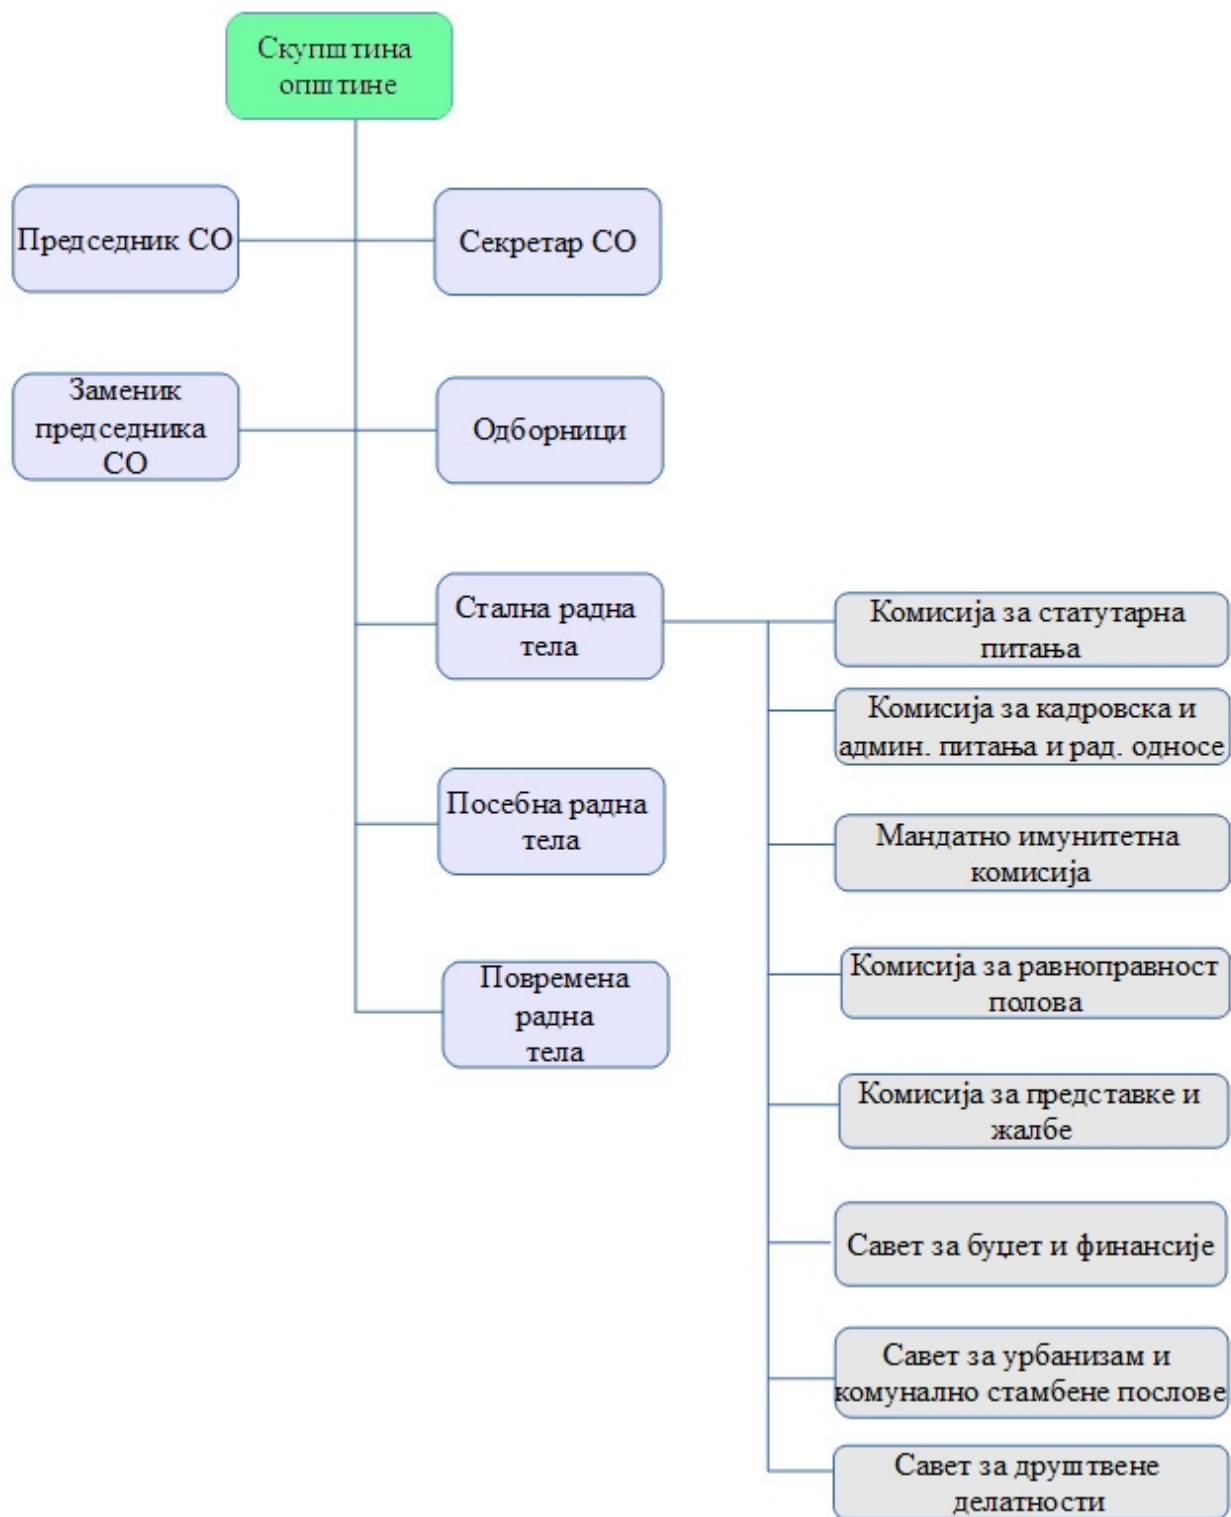 Скупштина
општине
Председник СО
Секретар СО
Заменик
председника
СО
Одборници
Стална радна
тела
Комисија за статутарна
питања
Комисија за кадровска и
админ. питања и рад. односе
Посебна радна
тела
Мандатно имунитетна
комисија
Повремена
радна
тела
Комисија за равноправност
полова
Комисија за представке и
жалбе
Савет за буџет и финансије
Савет за урбанизам и
комунално стамбене послове
Савет за друштвене
делатности